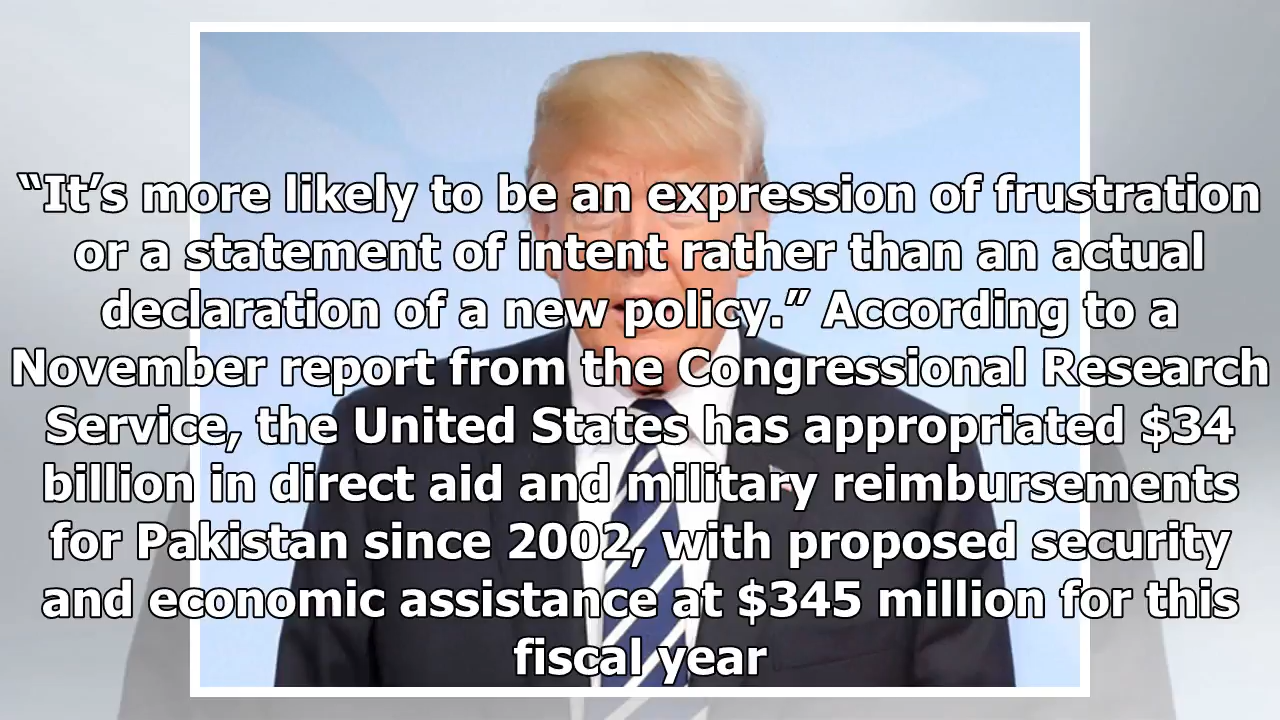 “It’s more likely to be an expression of frustration
or a statement of intent rather than an actual
declaration of a new policy.” According to a
November report from the Congressional Research
Service, the United States has appropriated $34
billion in direct aid and military reimbursements
for Pakistan since 2002, with proposed security
and economic assistance at $345 million for this
fiscal year